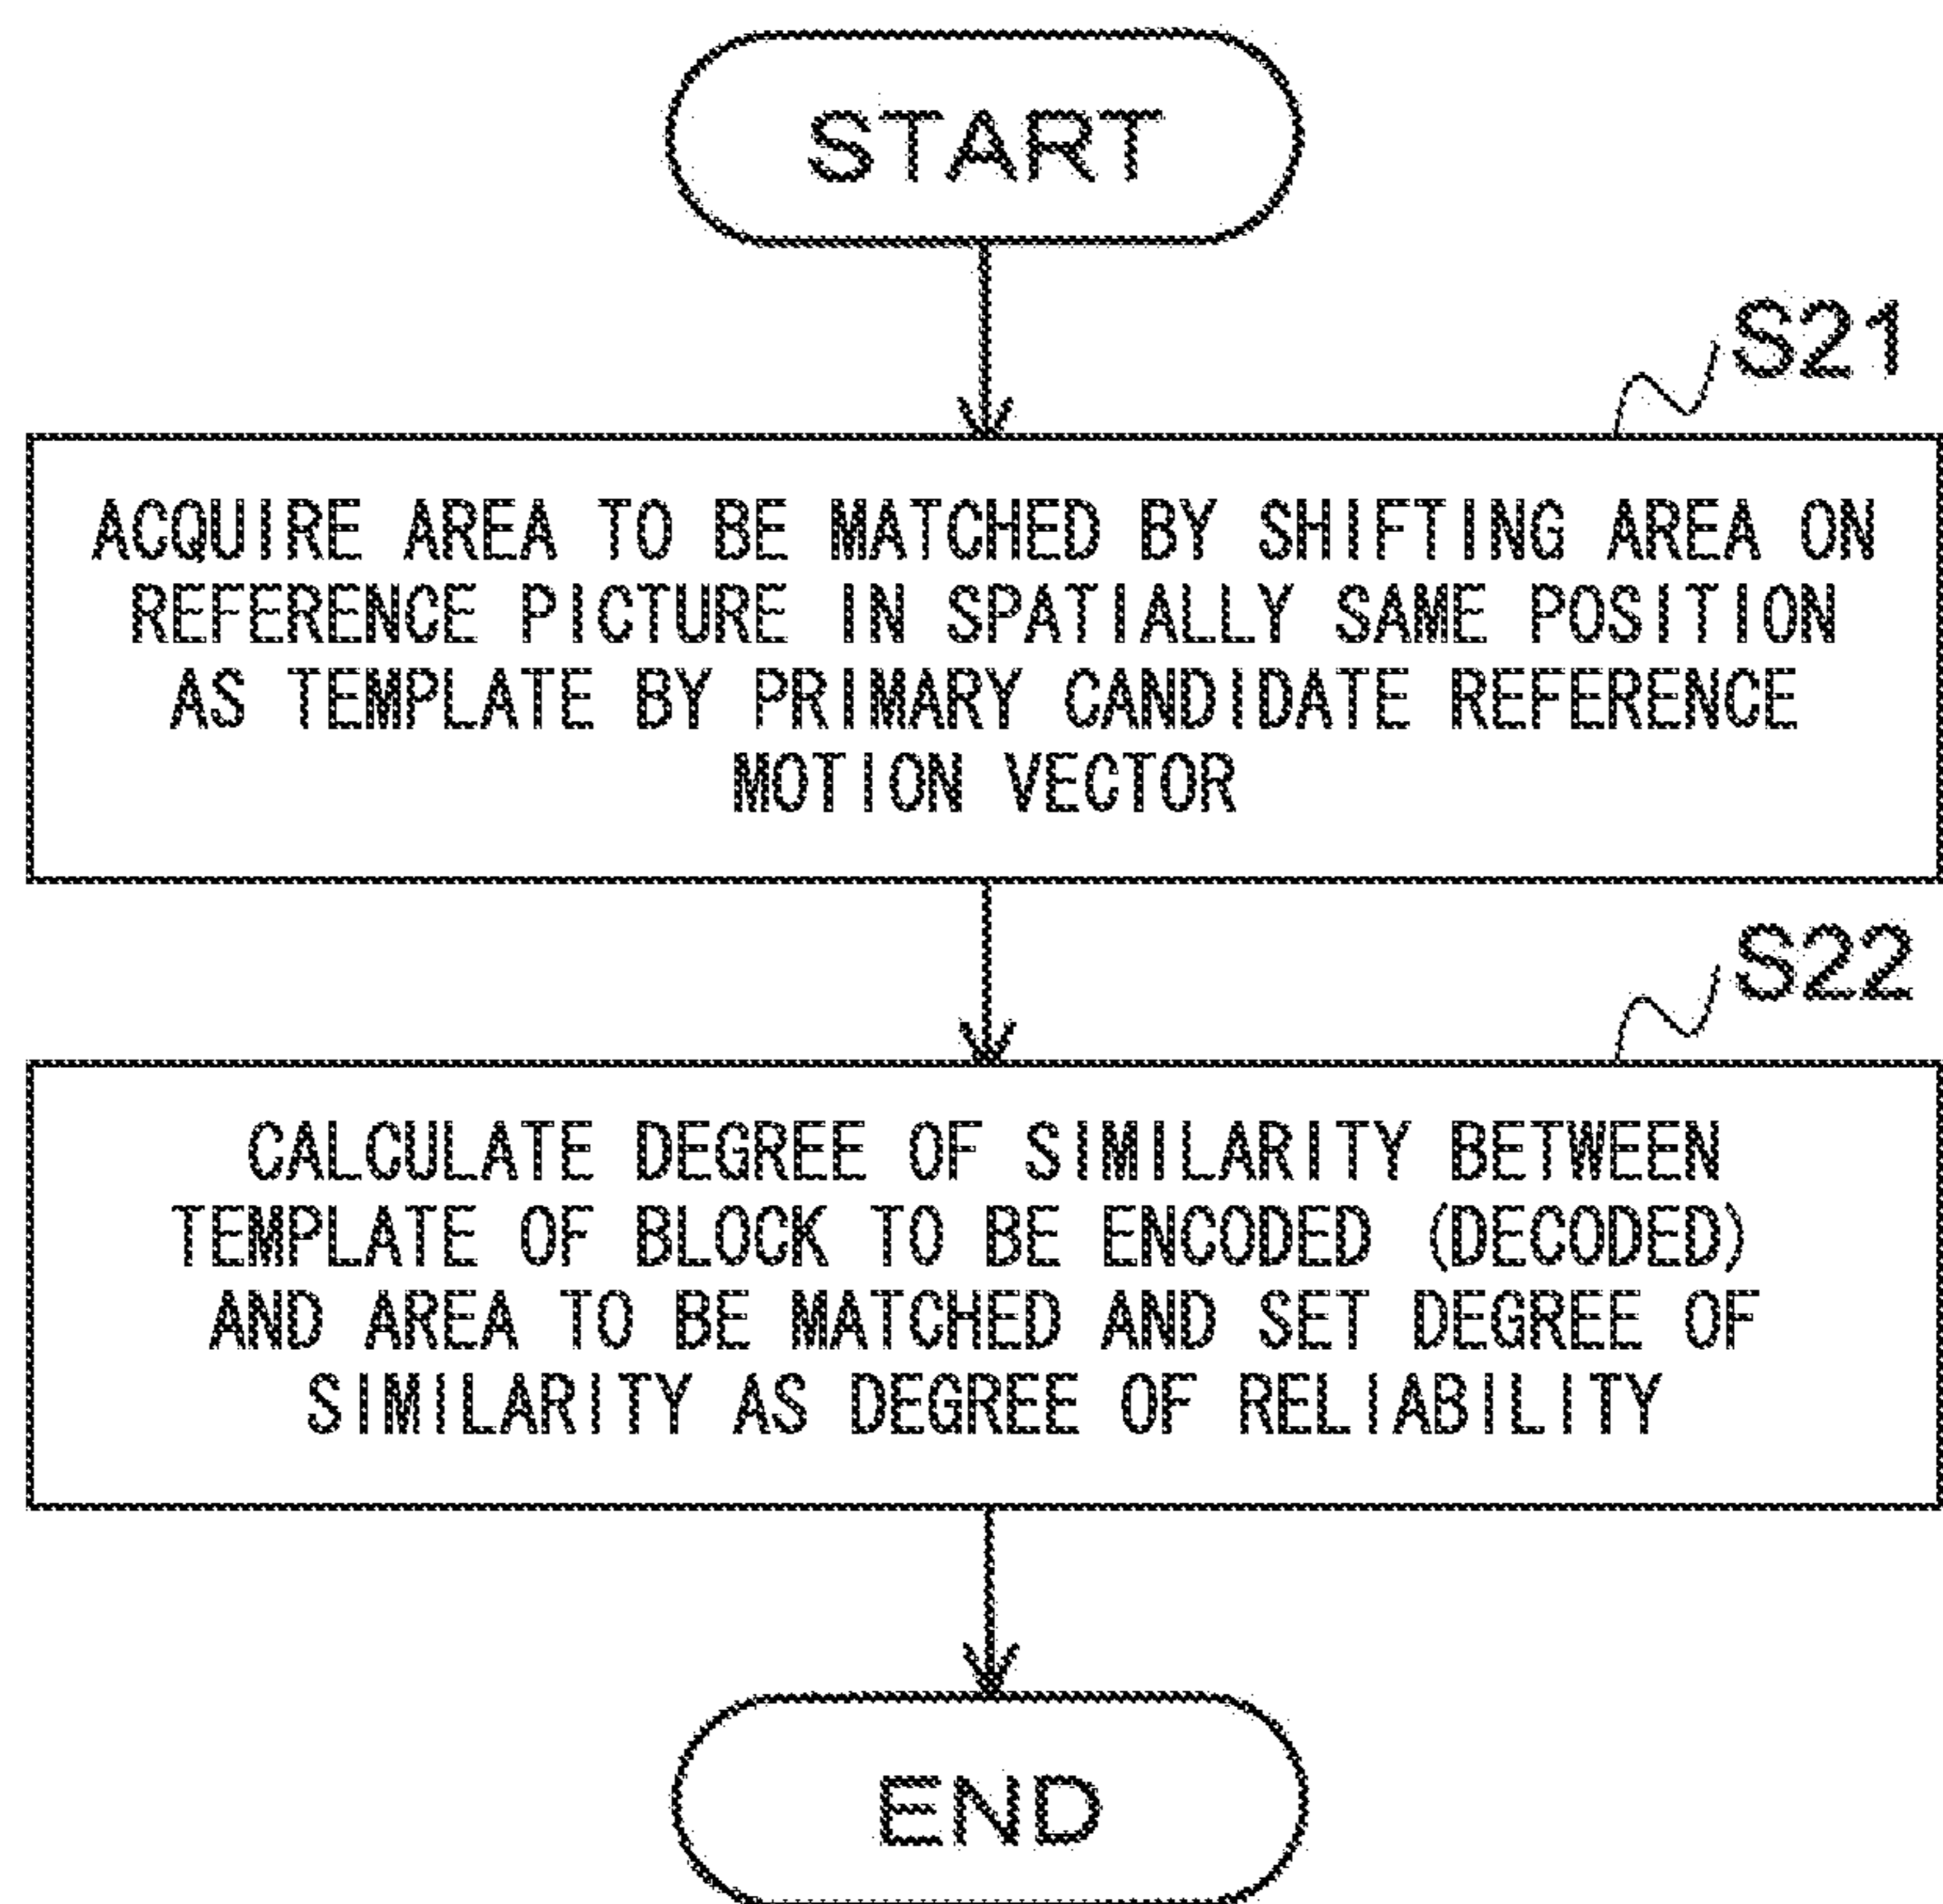 START
S21
ACQUIRE AREA TO BE MATCHED BY SHIFTING AREA ON
REFERENCE PICTURE IN SPATIALLY SAME POSITION
AS TEMPLATE BY PRIMARY CANDIDATE REFERENCE
MOTION VECTOR
S22
CALCULATE DEGREE OF SIMILARITY BETWEEN
TEMPLATE OF BLOCK TO BE ENCODED (DECODED)
AND AREA TO BE MATCHED AND SET DEGREE OF
SIMILARITY AS DEGREE OF RELIABILITY
END